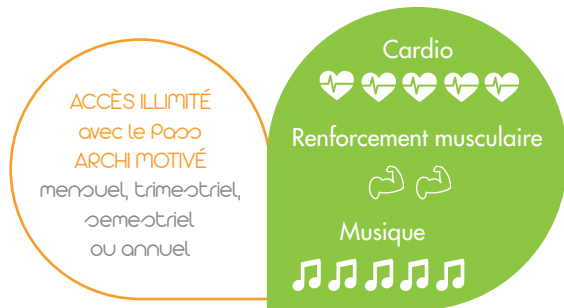 ACCÈS ILLIMITÉ
avec le Pass
ARCHI MOTIVÉ
mensuel, trimestriel,
semestriel
ou annuel
Cardio
Renforcement musculaire
Musique